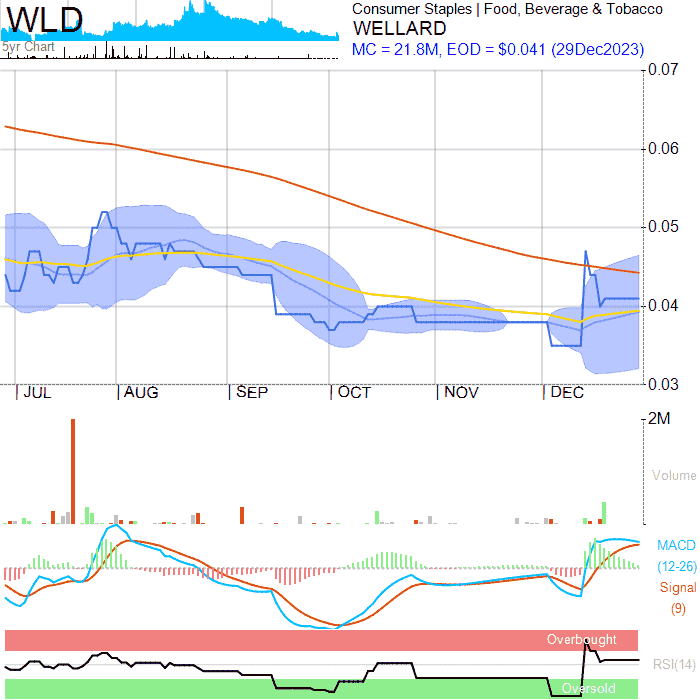 WLD
5yr Chart
Consumer Staples | Food, Beverage & Tobacco
WELLARD
MC = 21.8M, EOD = $0.041 (29Dec2023)
0.07
0.06
0.05
0.04
0.03
JUL AUG SEP OCT NOV DEC
2M
Volume
MACD
(12-26)
Signal
(9)
Overbought
RSI(14)
Oversold